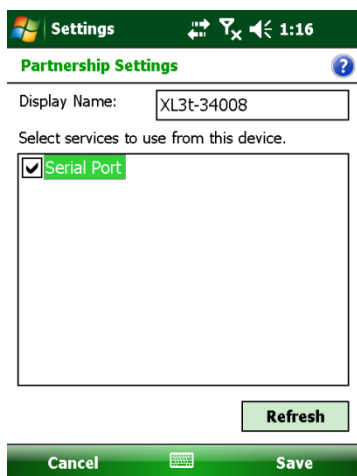 Settings 1:16
Partnership Settings ?
Display Name: XL3t-34008
Select services to use from this device.
Serial Port
Refresh
Cancel Save